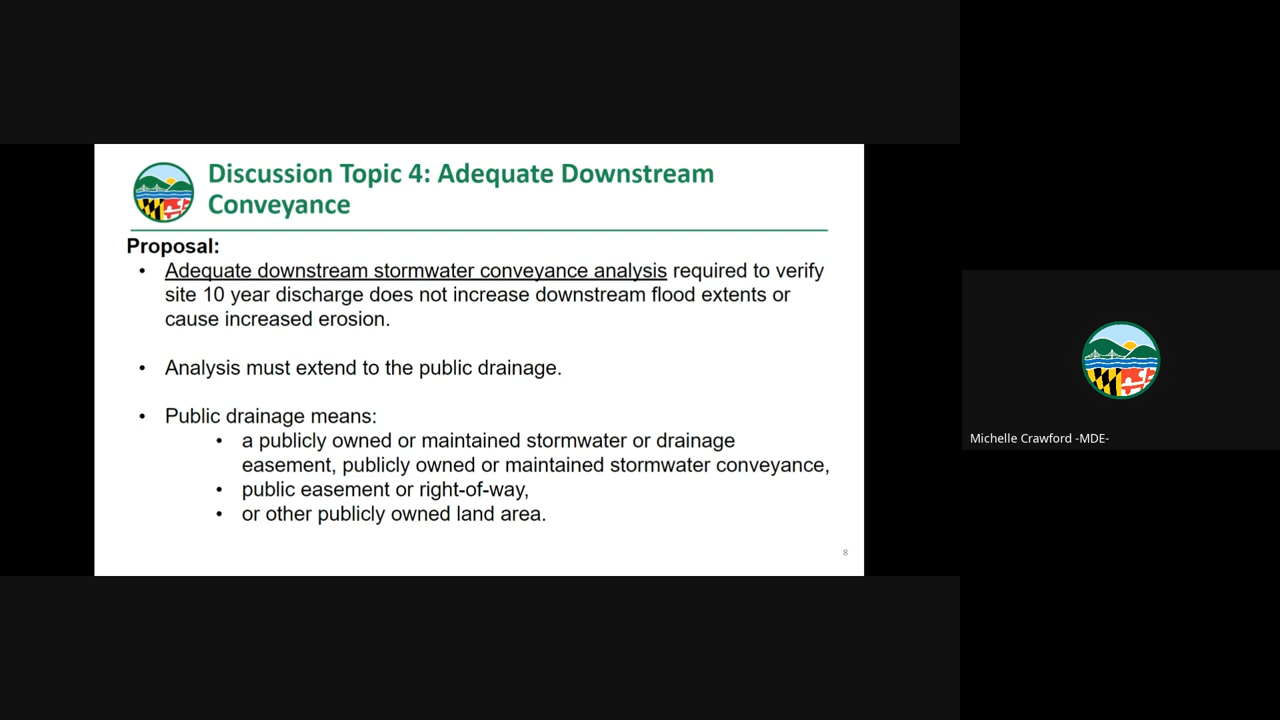 Discussion Topic 4: Adequate Downstream
Conveyance
Proposal:
• Adequate downstream stormwater conveyance analysis required to verify
site 10 year discharge does not increase downstream flood extents or
cause increased erosion.
• Analysis must extend to the public drainage.
• Public drainage means:
• a publicly owned or maintained stormwater or drainage
easement, publicly owned or maintained stormwater conveyance,
• public easement or right-of-way,
• or other publicly owned land area.
8
Michelle Crawford -MDE-